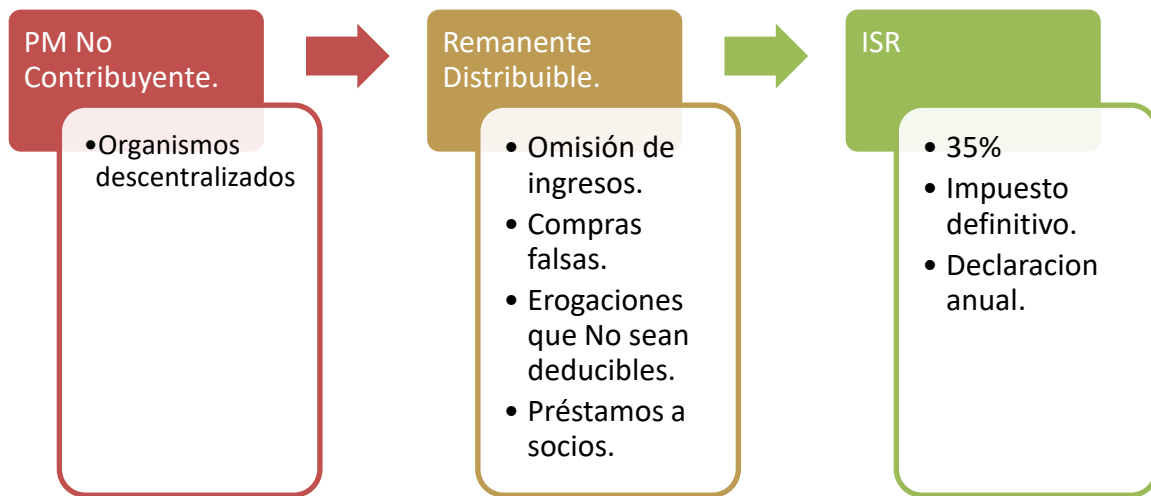 PM No
Contribuyente.
•Organismos
descentralizados
Remanente
Distribuible.
• Omisión de
ingresos.
• Compras
falsas.
• Erogaciones
que No sean
deducibles.
• Préstamos a
socios.
ISR
• 35%
• Impuesto
definitivo.
• Declaracion
anual.